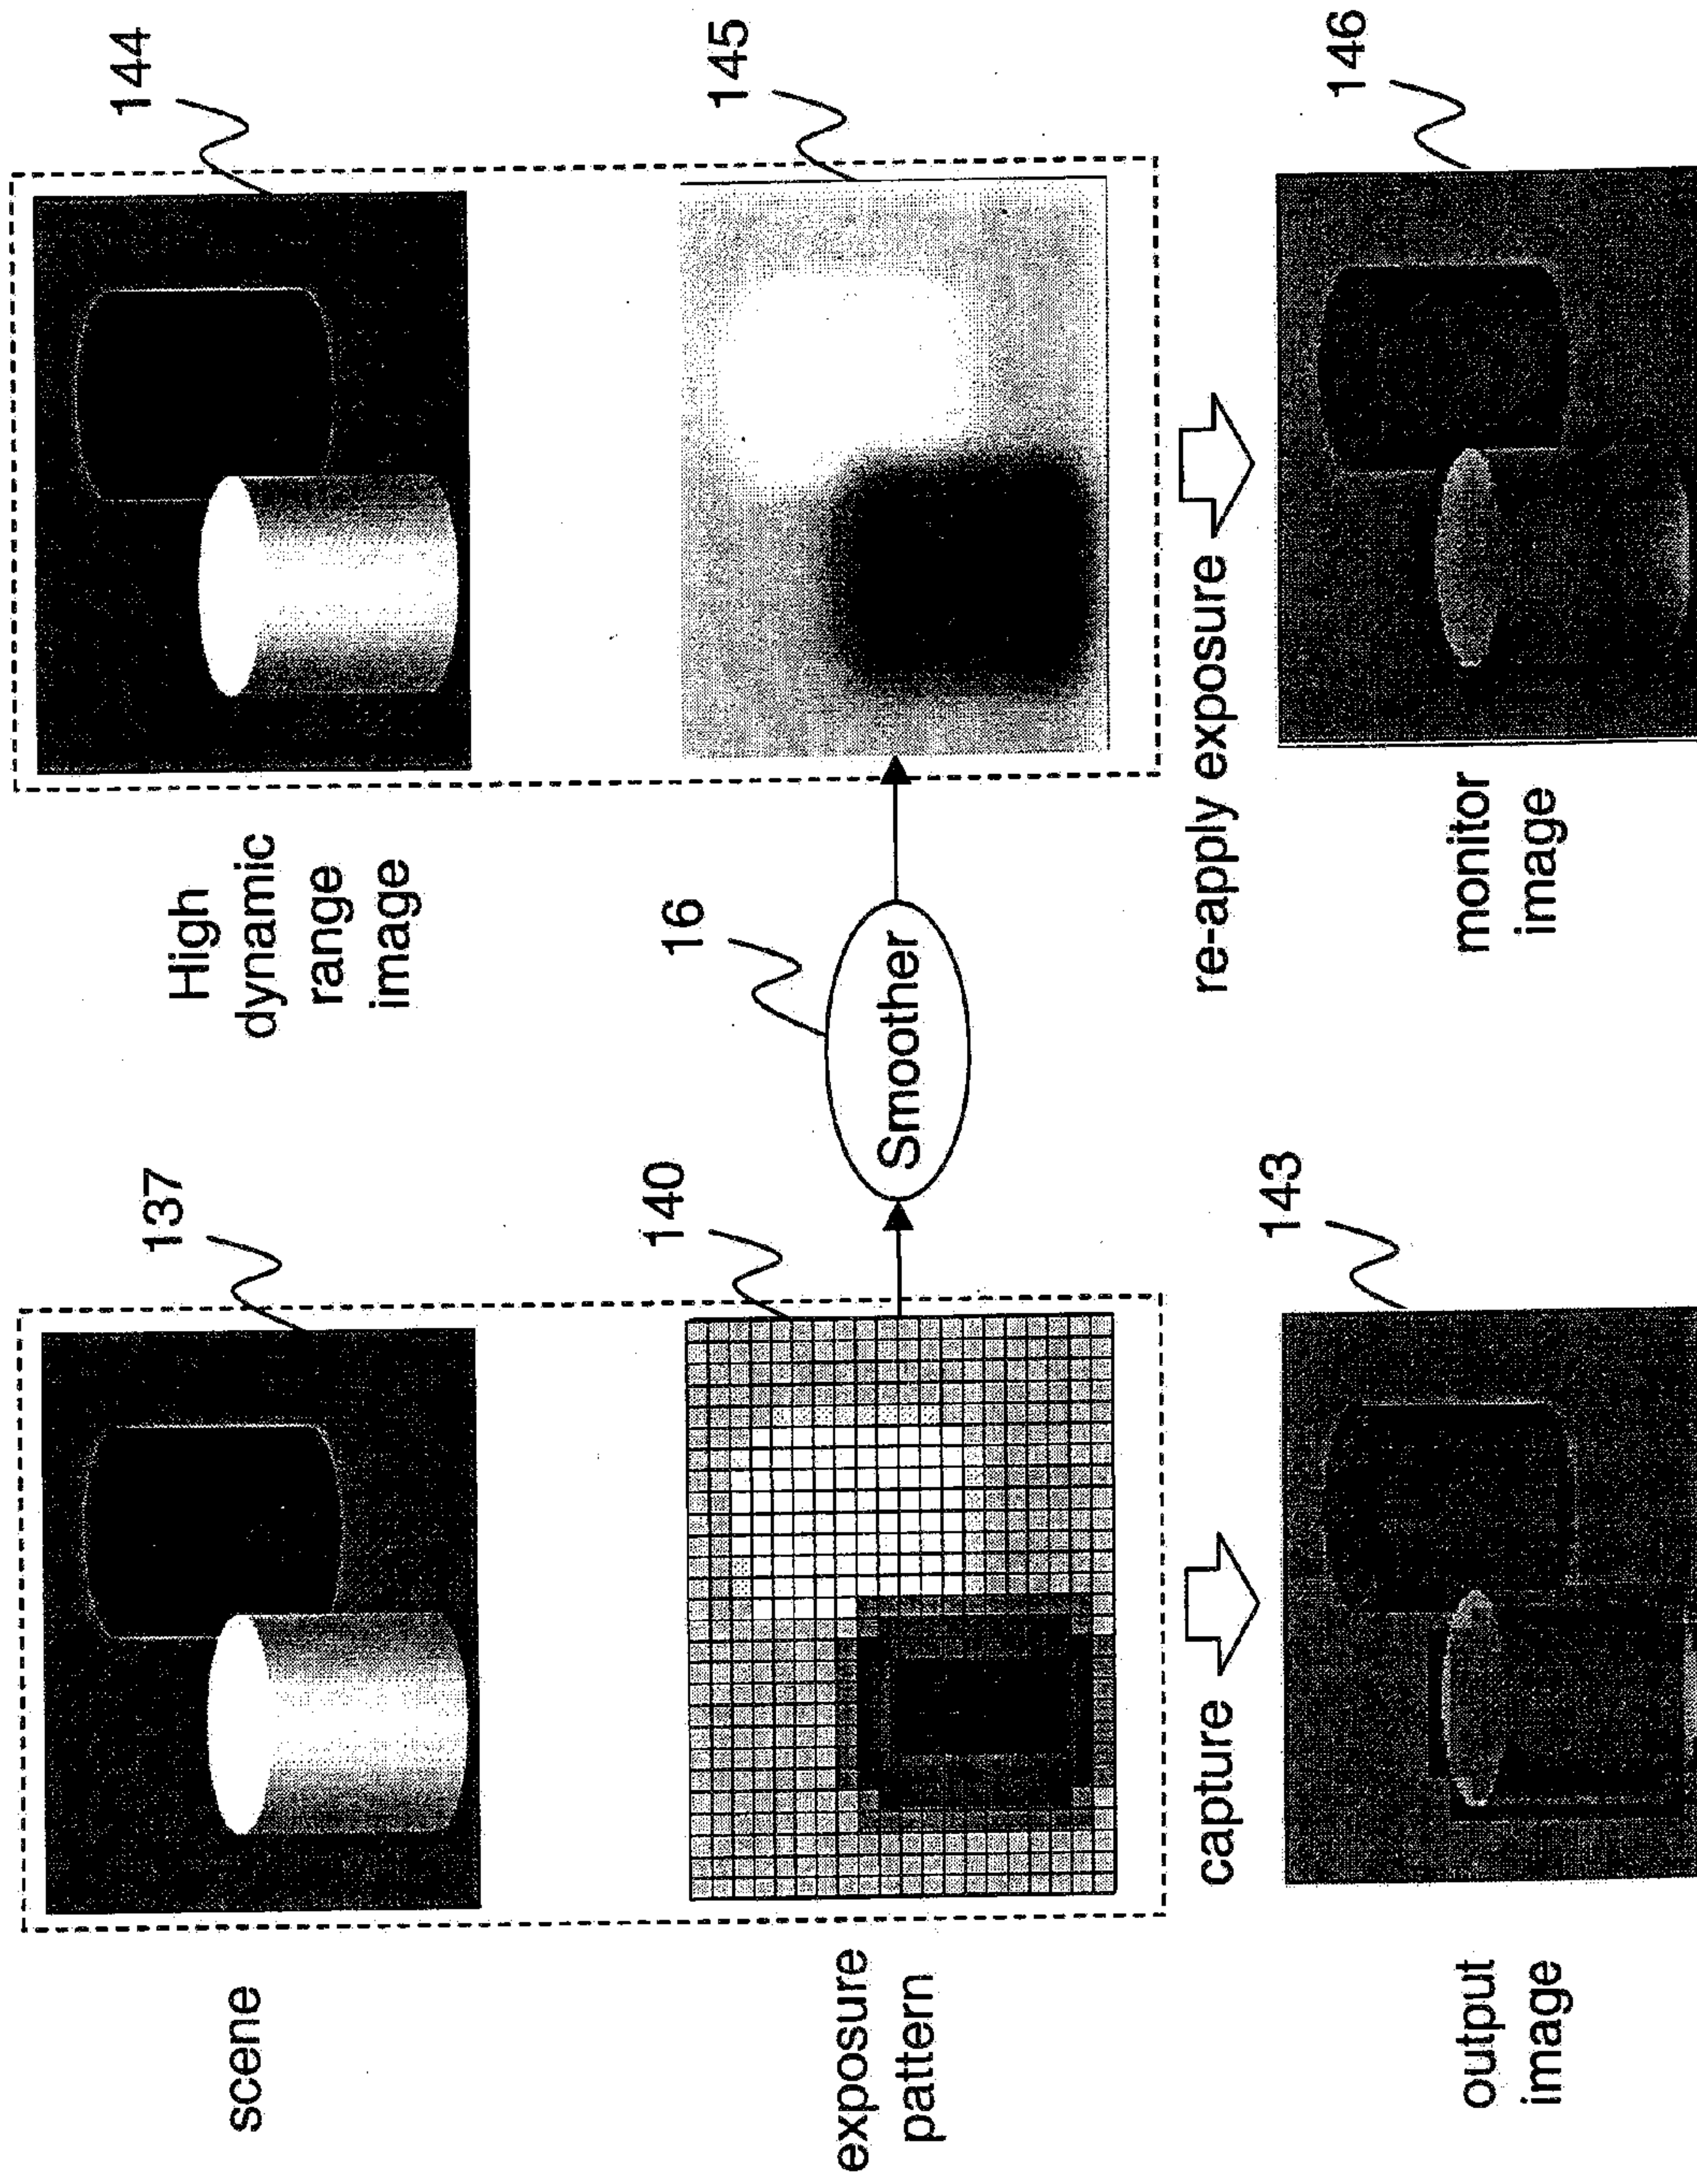 scene
137
High
dynamic
range
image
144
exposure
pattern
140
16
Smoother
145
capture
re-apply exposure
output
image
143
monitor
image
146